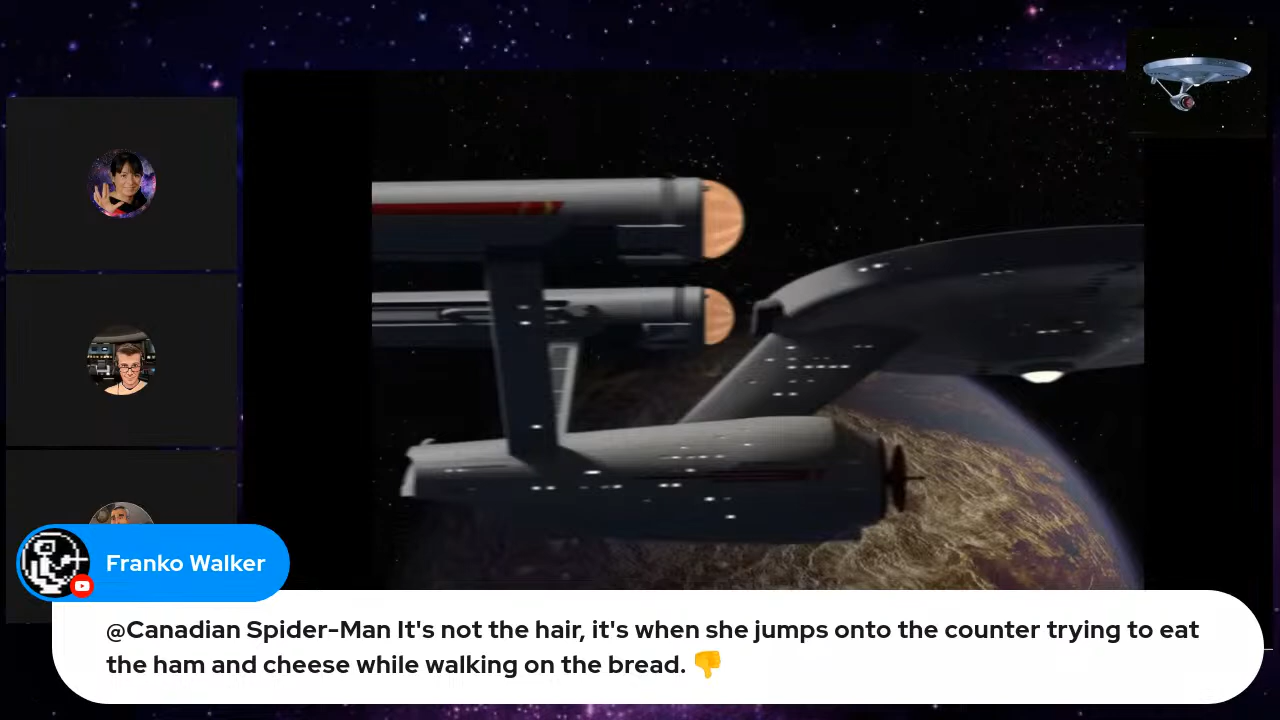 Franko Walker
@Canadian Spider-Man It's not the hair, it's when she jumps onto the counter trying to eat
the ham and cheese while walking on the bread. 👎